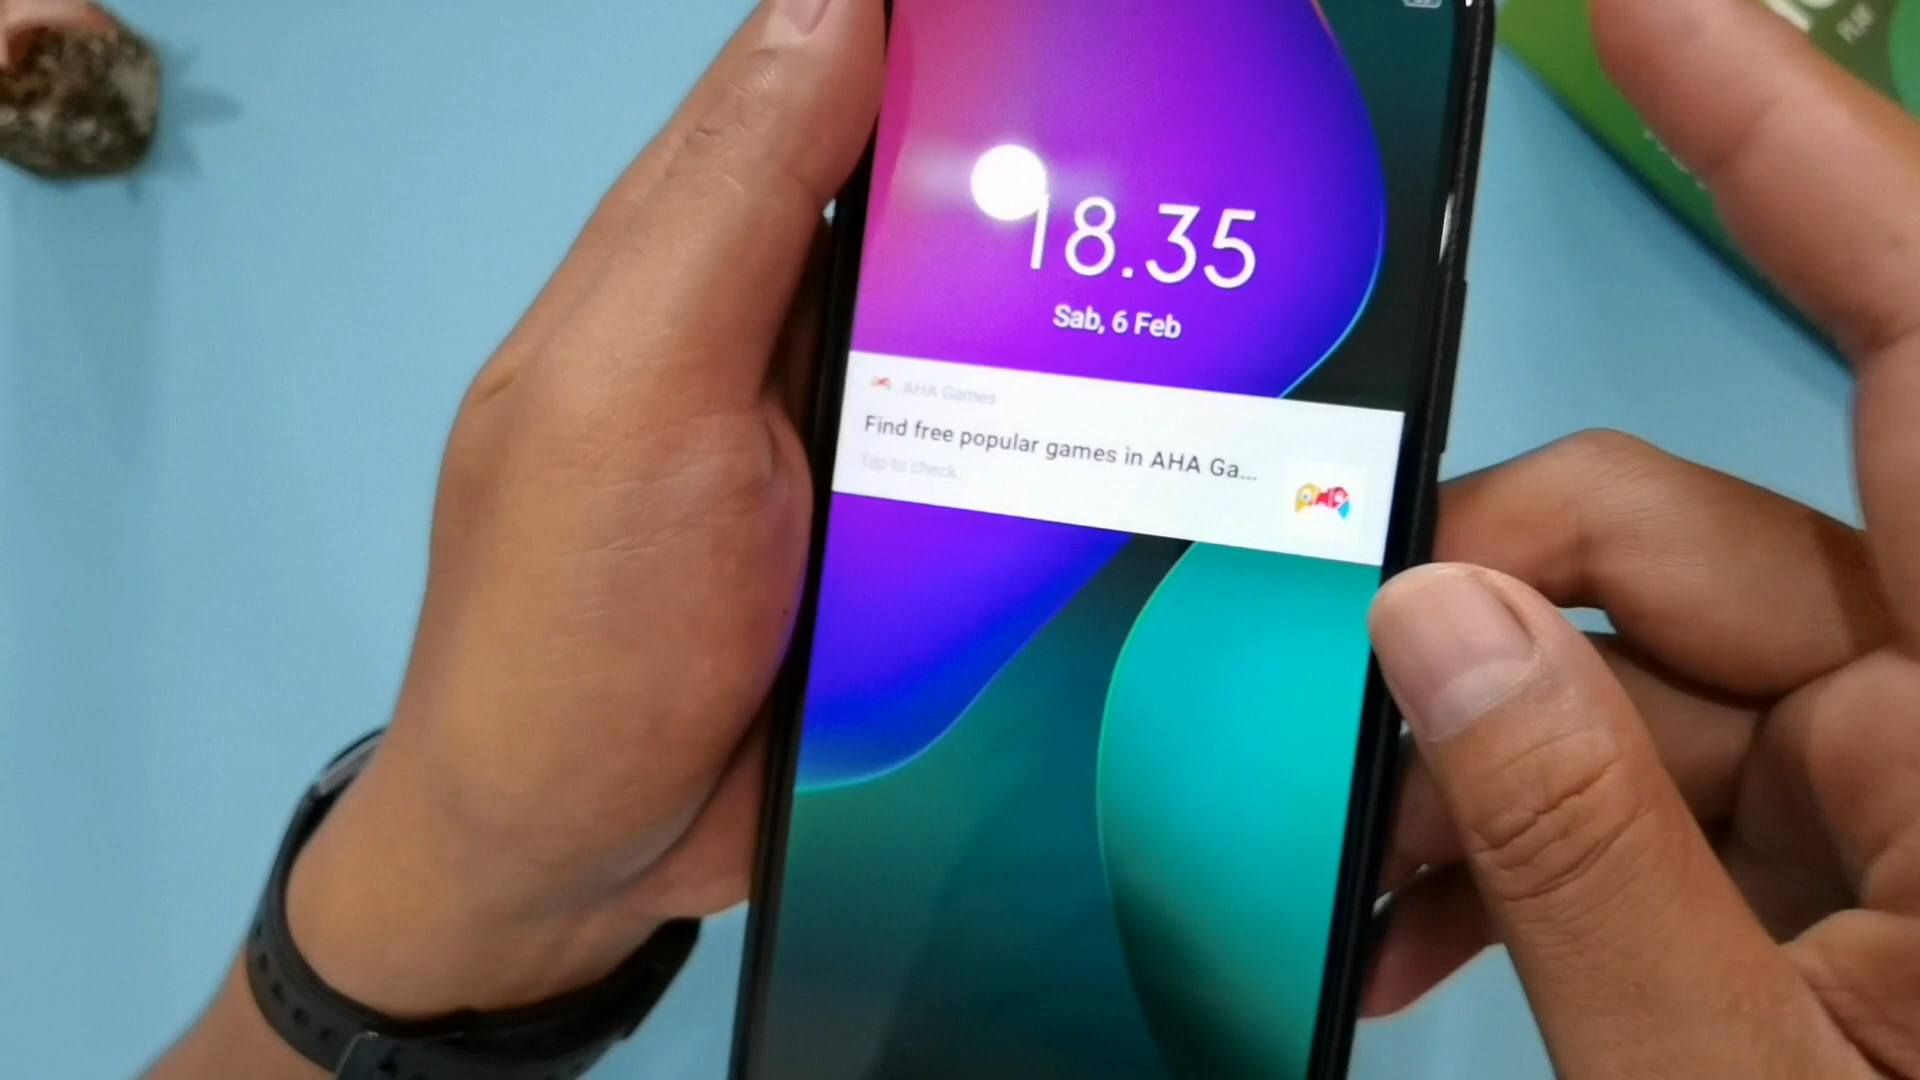 18.35
Sab, 6 Feb
AHA Games
Find free popular games in AHA Ga...
Tap to check